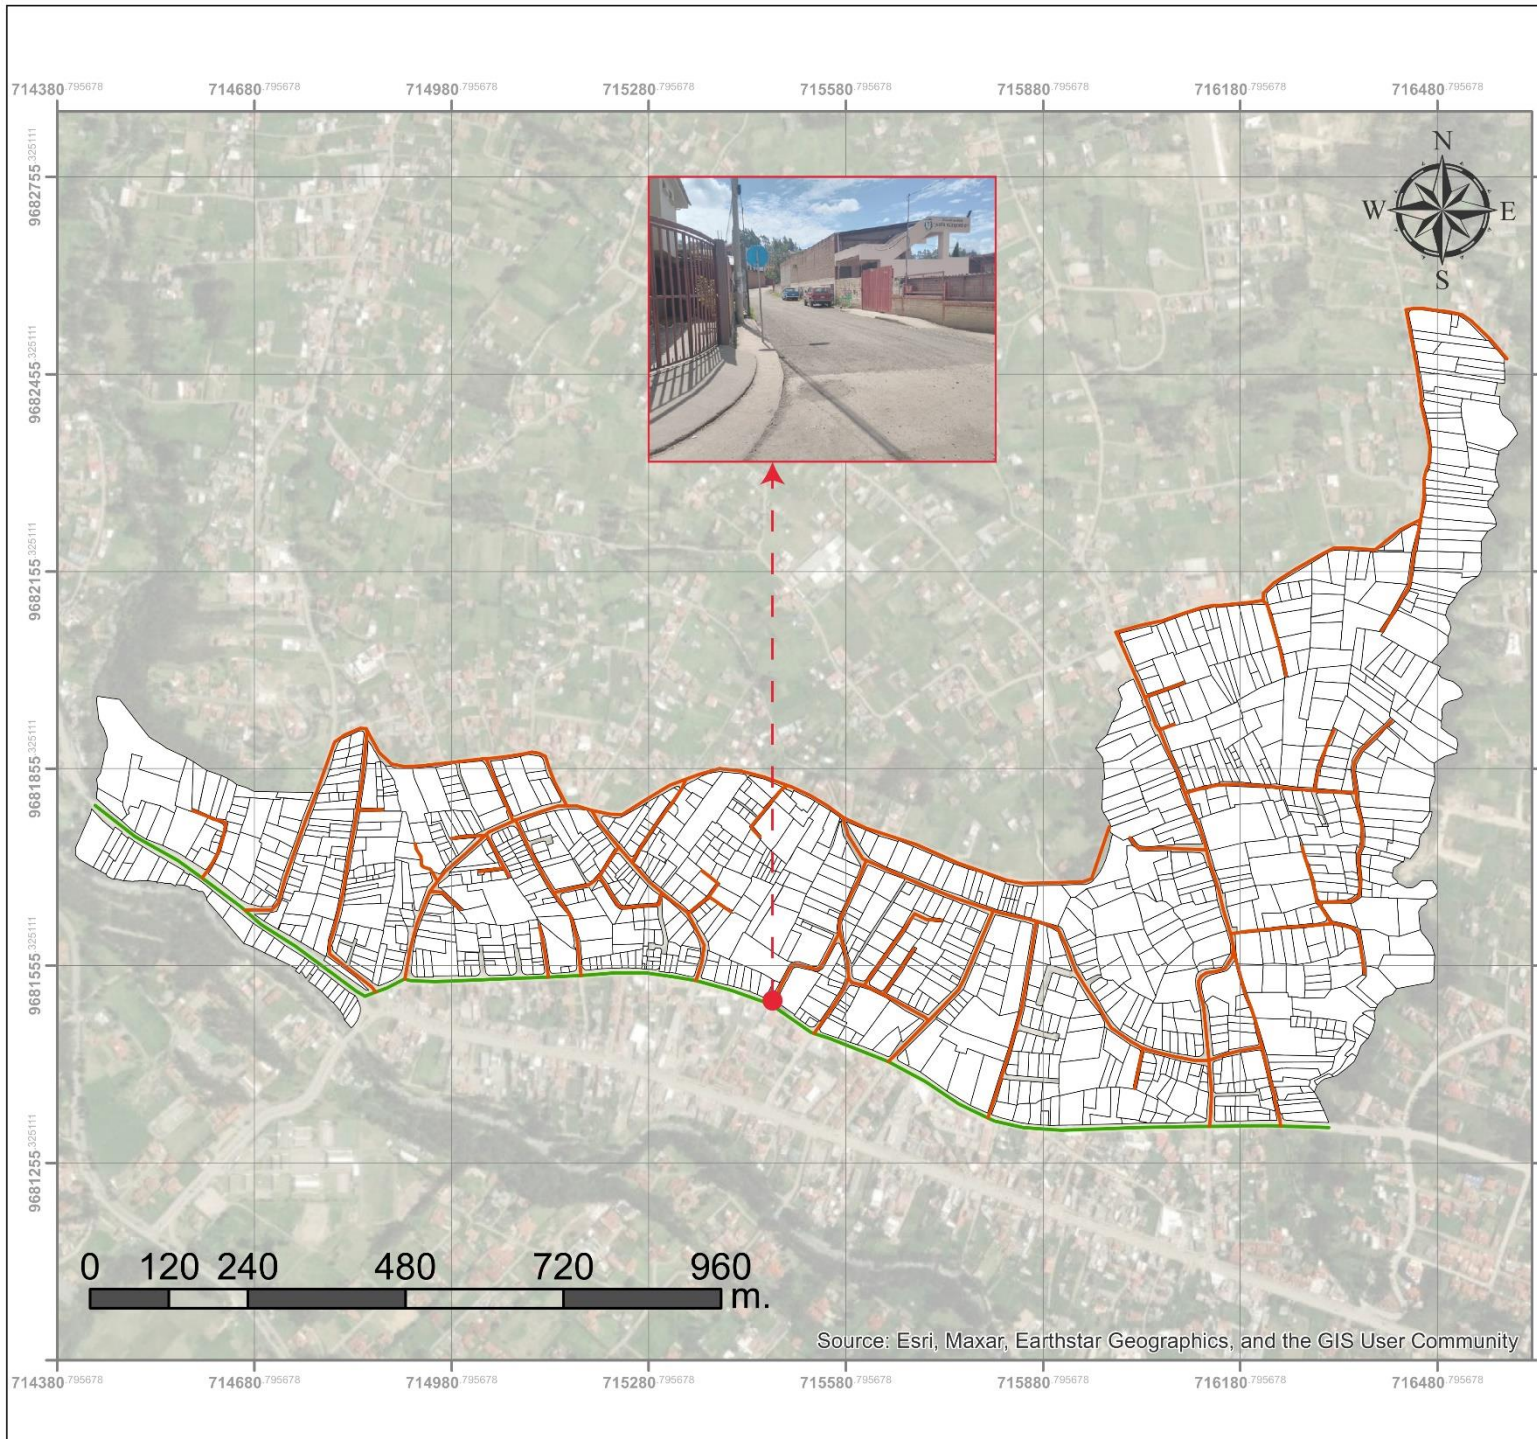 714380.795678 714680.795678 714980.795678 715280.795678 715580.795678 715880.795678 716180.795678 716480.795678
9682755.325111
9682455.325111
9682155.325111
9681855.325111
9681555.325111
9681255.325111
N
W E
S
0 120 240 480 720 960
m.
Source: Esri, Maxar, Earthstar Geographics, and the GIS User Community
714380.795678 714680.795678 714980.795678 715280.795678 715580.795678 715880.795678 716180.795678 716480.795678